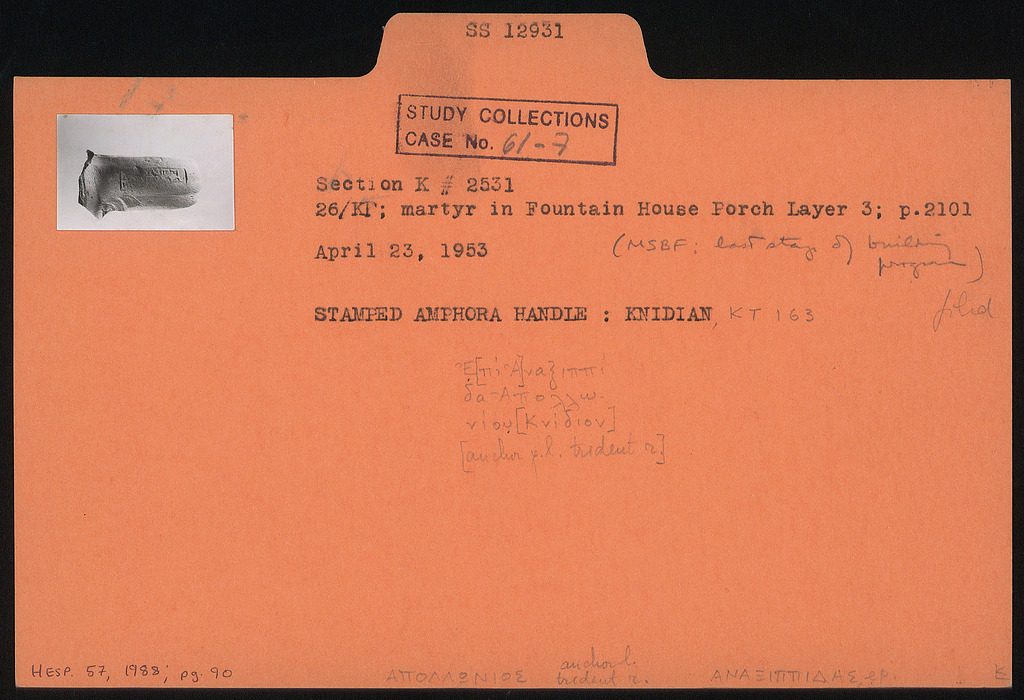 SS 12931
STUDY COLLECTIONS
CASE No. 61-7
Section K # 2531
26/ΚΓ; martyr in Fountain House Porch Layer 3; p.2101
April 23, 1953
(MSBF: last stage of building
program)
filed
STAMPED AMPHORA HANDLE : KNIDIAN, KT 163
Ἐ[πὶ Ἀ]ναξιππί
δα Ἀπολλω
νίου [Κνίδιον]
[anchor l. trident r.]
HESP. 57, 1988; pg. 90
ΑΠΟΛΛΩΝΙΟΣ
anchor l.
trident r.
ΑΝΑΞΙΠΠΙΔΑΣ
K